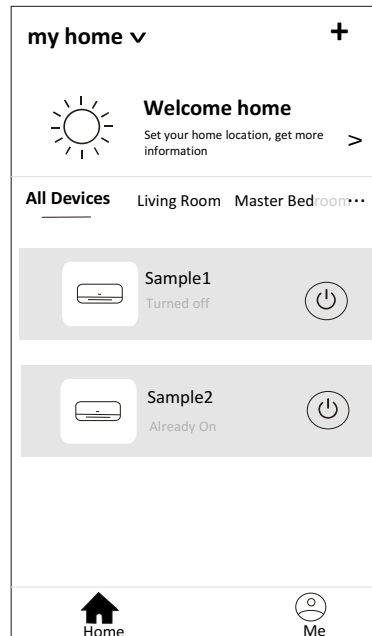 my home
Welcome home
Set your home location, get more
information
All Devices Living Room Master Bedroom...
Sample1
Turned off
Sample2
Already On
Home Me